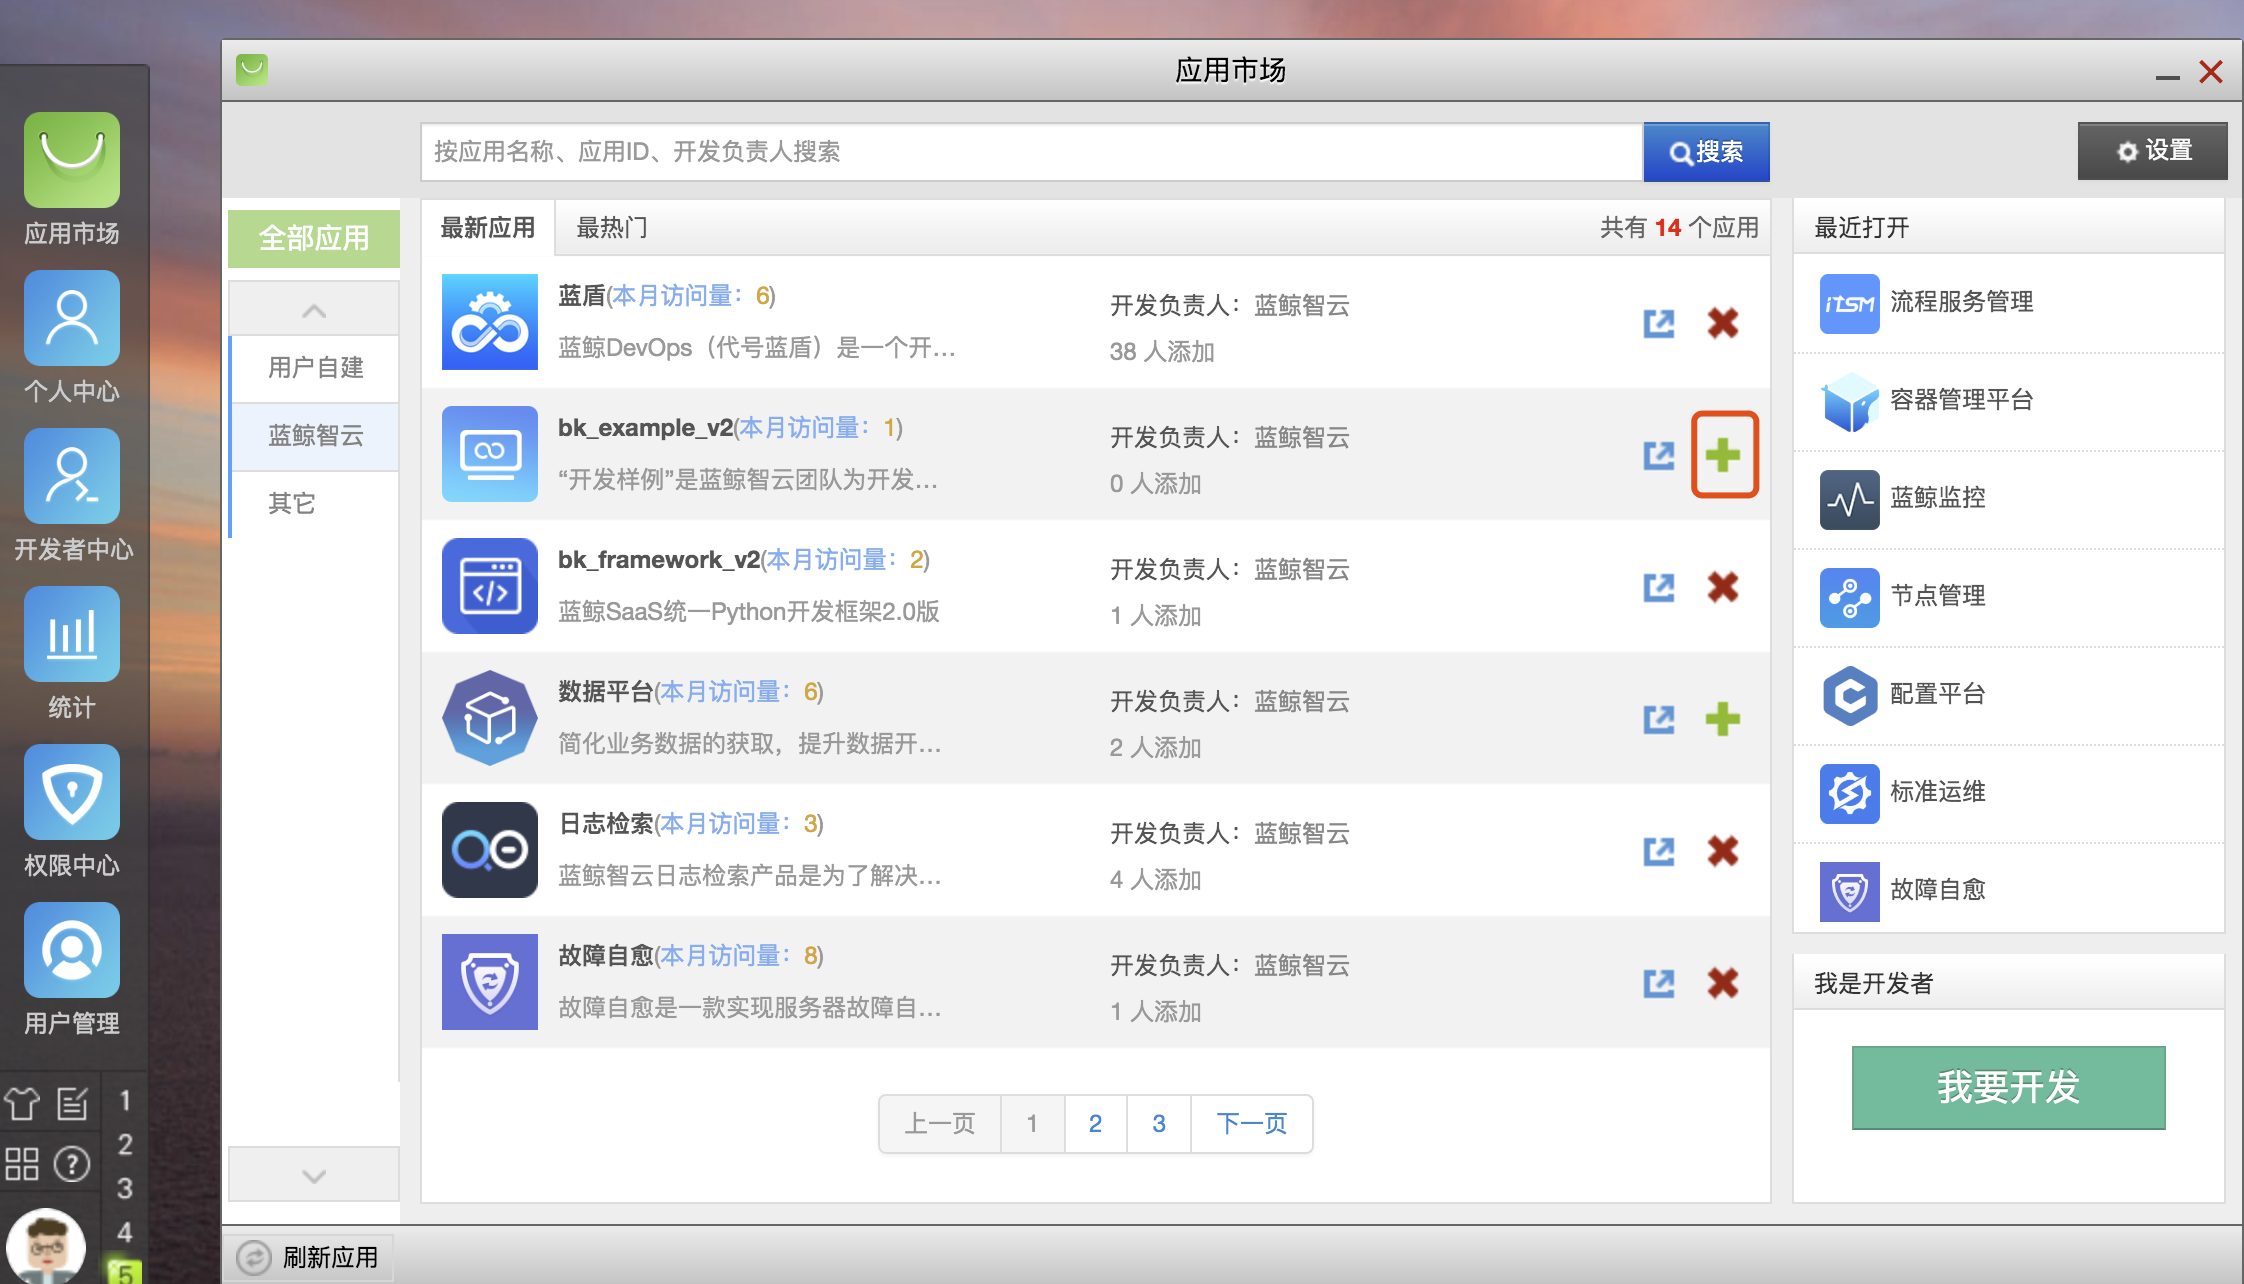 应用市场
按应用名称、应用ID、开发负责人搜索
搜索
设置
应用市场
个人中心
开发者中心
统计
权限中心
用户管理
1
2
3
4
5
全部应用
用户自建
蓝鲸智云
其它
最新应用
最热门
共有 14 个应用
蓝盾(本月访问量：6)
蓝鲸DevOps（代号蓝盾）是一个开...
开发负责人：蓝鲸智云
38 人添加
bk_example_v2(本月访问量：1)
“开发样例”是蓝鲸智云团队为开发...
开发负责人：蓝鲸智云
0 人添加
bk_framework_v2(本月访问量：2)
蓝鲸SaaS统一Python开发框架2.0版
开发负责人：蓝鲸智云
1 人添加
数据平台(本月访问量：6)
简化业务数据的获取，提升数据开...
开发负责人：蓝鲸智云
2 人添加
日志检索(本月访问量：3)
蓝鲸智云日志检索产品是为了解决...
开发负责人：蓝鲸智云
4 人添加
故障自愈(本月访问量：8)
故障自愈是一款实现服务器故障自...
开发负责人：蓝鲸智云
1 人添加
上一页 1 2 3 下一页
最近打开
iTSM
流程服务管理
容器管理平台
蓝鲸监控
节点管理
配置平台
标准运维
故障自愈
我是开发者
我要开发
刷新应用